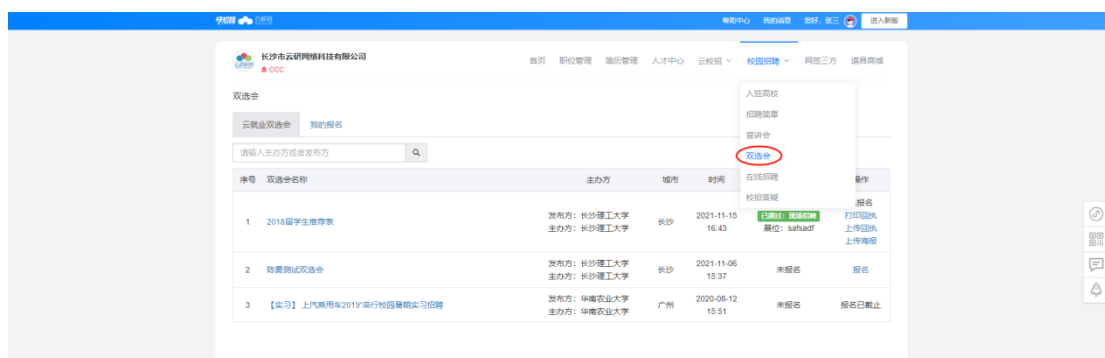 快招聘 云就业
帮助中心 我的消息 您好，张三 进入新版
长沙市云研网络科技有限公司
CCC
首页 职位管理 简历管理 人才中心 云校招 校园招聘 网签三方 道具商城
入驻高校
招聘简章
宣讲会
双选会
在线招聘
校招答疑
双选会
云就业双选会 我的报名
请输入主办方或者发布方
序号 双选会名称 主办方 城市 时间 操作
1 2018届学生推荐表 发布方：长沙理工大学 长沙 2021-11-15 已通过：现场招聘 报名
主办方：长沙理工大学 16:43 展位：safsadf 打印回执
上传回执
上传海报
2 陈勇测试双选会 发布方：长沙理工大学 长沙 2021-11-06 未报名 报名
主办方：长沙理工大学 15:37
3 【实习】上汽乘用车2019“荣行校园暑期实习招聘 发布方：华南农业大学 广州 2020-08-12 未报名 报名已截止
主办方：华南农业大学 15:51